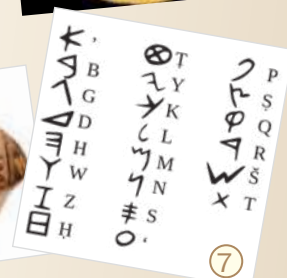 𐤀 ʾ
𐤁 B
𐤂 G
𐤃 D
𐤄 H
𐤅 W
𐤆 Z
𐤇 Ḥ
𐤈 Ṭ
𐤉 Y
𐤊 K
𐤋 L
𐤌 M
𐤍 N
𐤎 S
𐤏 ʿ
𐤐 P
𐤑 Ṣ
𐤒 Q
𐤓 R
𐤔 Š
𐤕 T
7